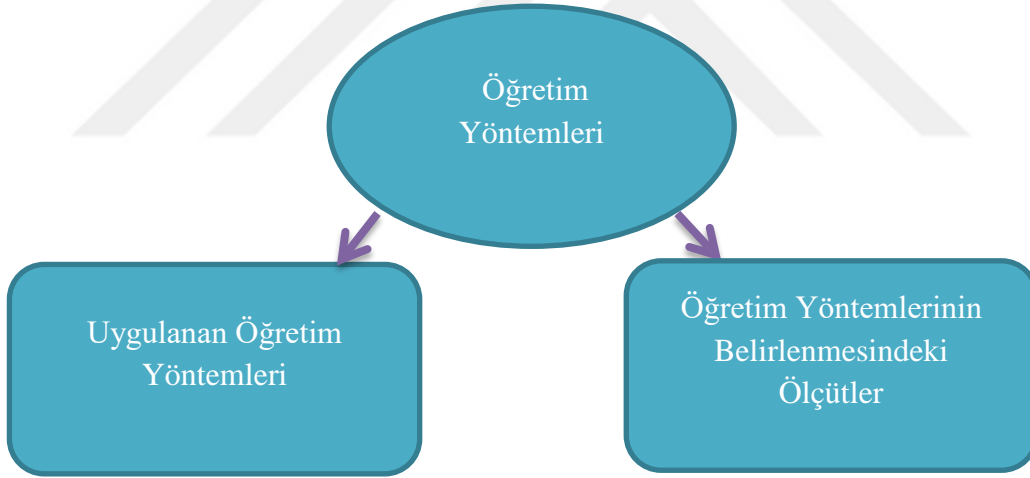 Öğretim
Yöntemleri
Uygulanan Öğretim
Yöntemleri
Öğretim Yöntemlerinin
Belirlenmesindeki
Ölçütler